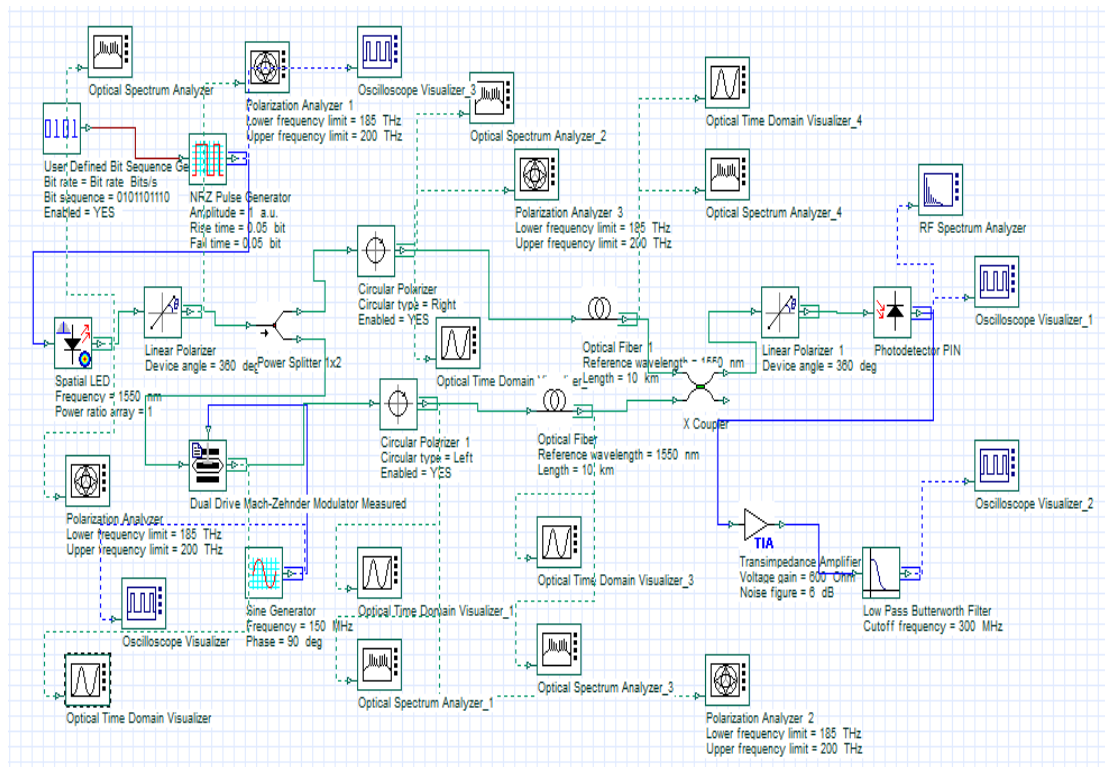 Optical Spectrum Analyzer
Polarization Analyzer 1
Lower frequency limit = 185 THz
Upper frequency limit = 200 THz
Oscilloscope Visualizer_3
Optical Spectrum Analyzer_2
Optical Time Domain Visualizer_4
0101
User Defined Bit Sequence Ge
Bit rate = Bit rate Bits/s
Bit sequence = 0101101110
Enabled = YES
NRZ Pulse Generator
Amplitude = 1 a.u.
Rise time = 0.05 bit
Fall time = 0.05 bit
Polarization Analyzer 3
Lower frequency limit = 185 THz
Upper frequency limit = 200 THz
Optical Spectrum Analyzer_4
RF Spectrum Analyzer
Circular Polarizer
Circular type = Right
Enabled = YES
Spatial LED
Frequency = 1550 nm
Power ratio array = 1
Linear Polarizer
Device angle = 360 deg
Power Splitter 1x2
Optical Time Domain Visualizer_
Optical Fiber 1
Reference wavelength = 1550 nm
Length = 10 km
Linear Polarizer 1
Device angle = 360 deg
Photodetector PIN
Oscilloscope Visualizer_1
X Coupler
Circular Polarizer 1
Circular type = Left
Enabled = YES
Optical Fiber
Reference wavelength = 1550 nm
Length = 10 km
Dual Drive Mach-Zehnder Modulator Measured
Oscilloscope Visualizer_2
Polarization Analyzer
Lower frequency limit = 185 THz
Upper frequency limit = 200 THz
TIA
Transimpedance Amplifier
Voltage gain = 600 Ohm
Noise figure = 6 dB
Low Pass Butterworth Filter
Cutoff frequency = 300 MHz
Oscilloscope Visualizer
Sine Generator
Frequency = 150 MHz
Phase = 90 deg
Optical Time Domain Visualizer_1
Optical Time Domain Visualizer_3
Optical Time Domain Visualizer
Optical Spectrum Analyzer_1
Optical Spectrum Analyzer_3
Polarization Analyzer 2
Lower frequency limit = 185 THz
Upper frequency limit = 200 THz